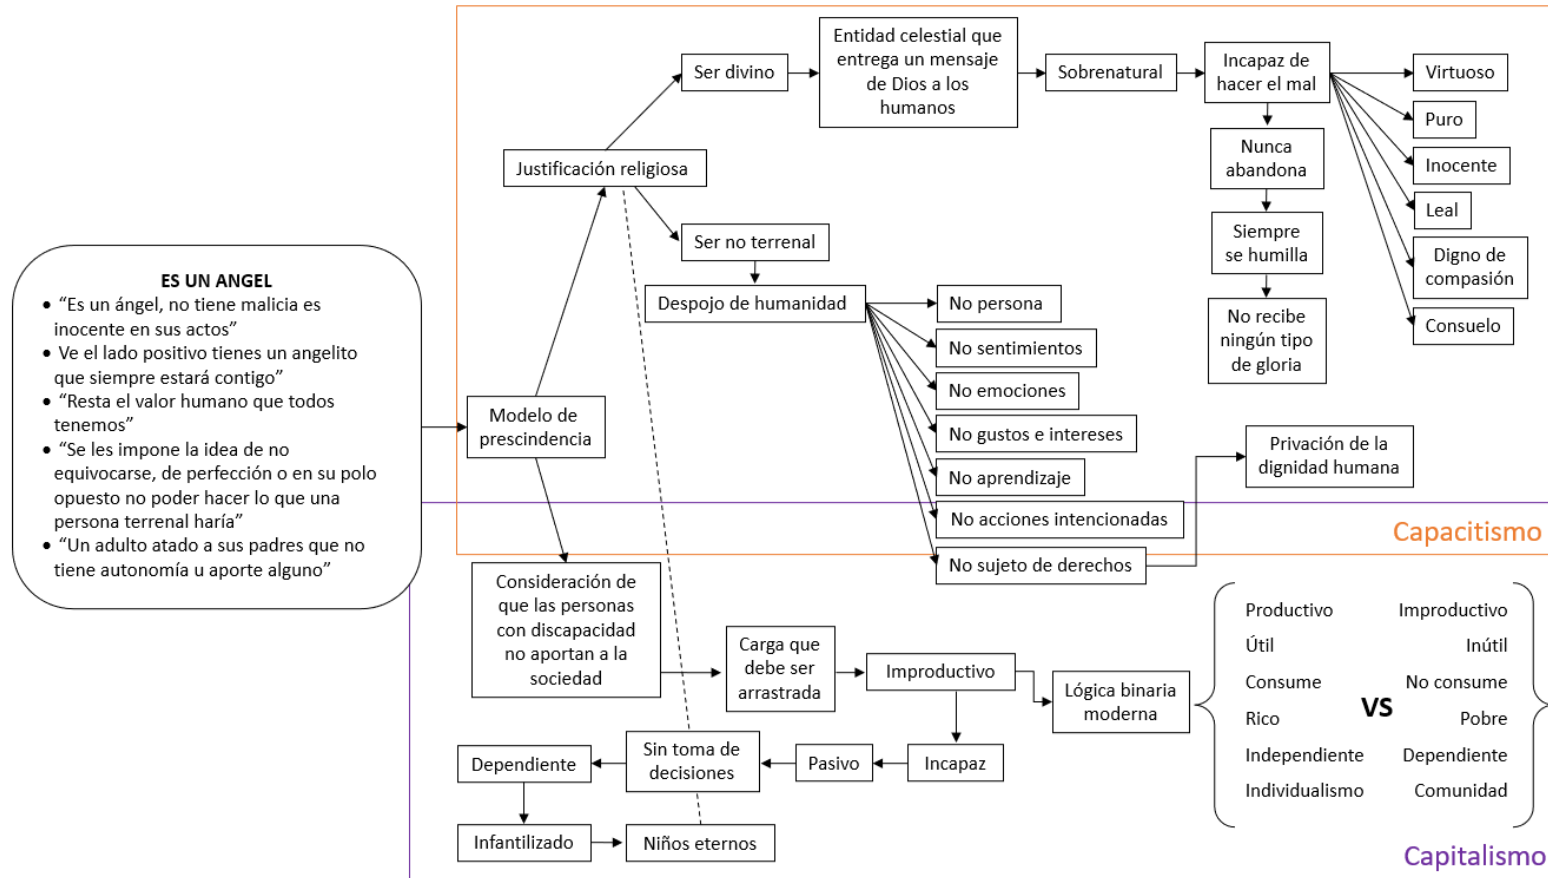 ES UN ANGEL
• “Es un ángel, no tiene malicia es
inocente en sus actos”
• Ve el lado positivo tienes un angelito
que siempre estará contigo”
• “Resta el valor humano que todos
tenemos”
• “Se les impone la idea de no
equivocarse, de perfección o en su polo
opuesto no poder hacer lo que una
persona terrenal haría”
• “Un adulto atado a sus padres que no
tiene autonomía u aporte alguno”
Modelo de
prescindencia
Justificación religiosa
Ser divino
Entidad celestial que
entrega un mensaje
de Dios a los
humanos
Sobrenatural
Incapaz de
hacer el mal
Virtuoso
Puro
Inocente
Leal
Digno de
compasión
Consuelo
Nunca
abandona
Siempre
se humilla
No recibe
ningún tipo
de gloria
Ser no terrenal
Despojo de humanidad
No persona
No sentimientos
No emociones
No gustos e intereses
No aprendizaje
No acciones intencionadas
No sujeto de derechos
Privación de la
dignidad humana
Capacitismo
Consideración de
que las personas
con discapacidad
no aportan a la
sociedad
Carga que
debe ser
arrastrada
Improductivo
Lógica binaria
moderna
Productivo Improductivo
Útil Inútil
Consume No consume
VS
Rico Pobre
Independiente Dependiente
Individualismo Comunidad
Incapaz
Pasivo
Sin toma de
decisiones
Dependiente
Infantilizado
Niños eternos
Capitalismo